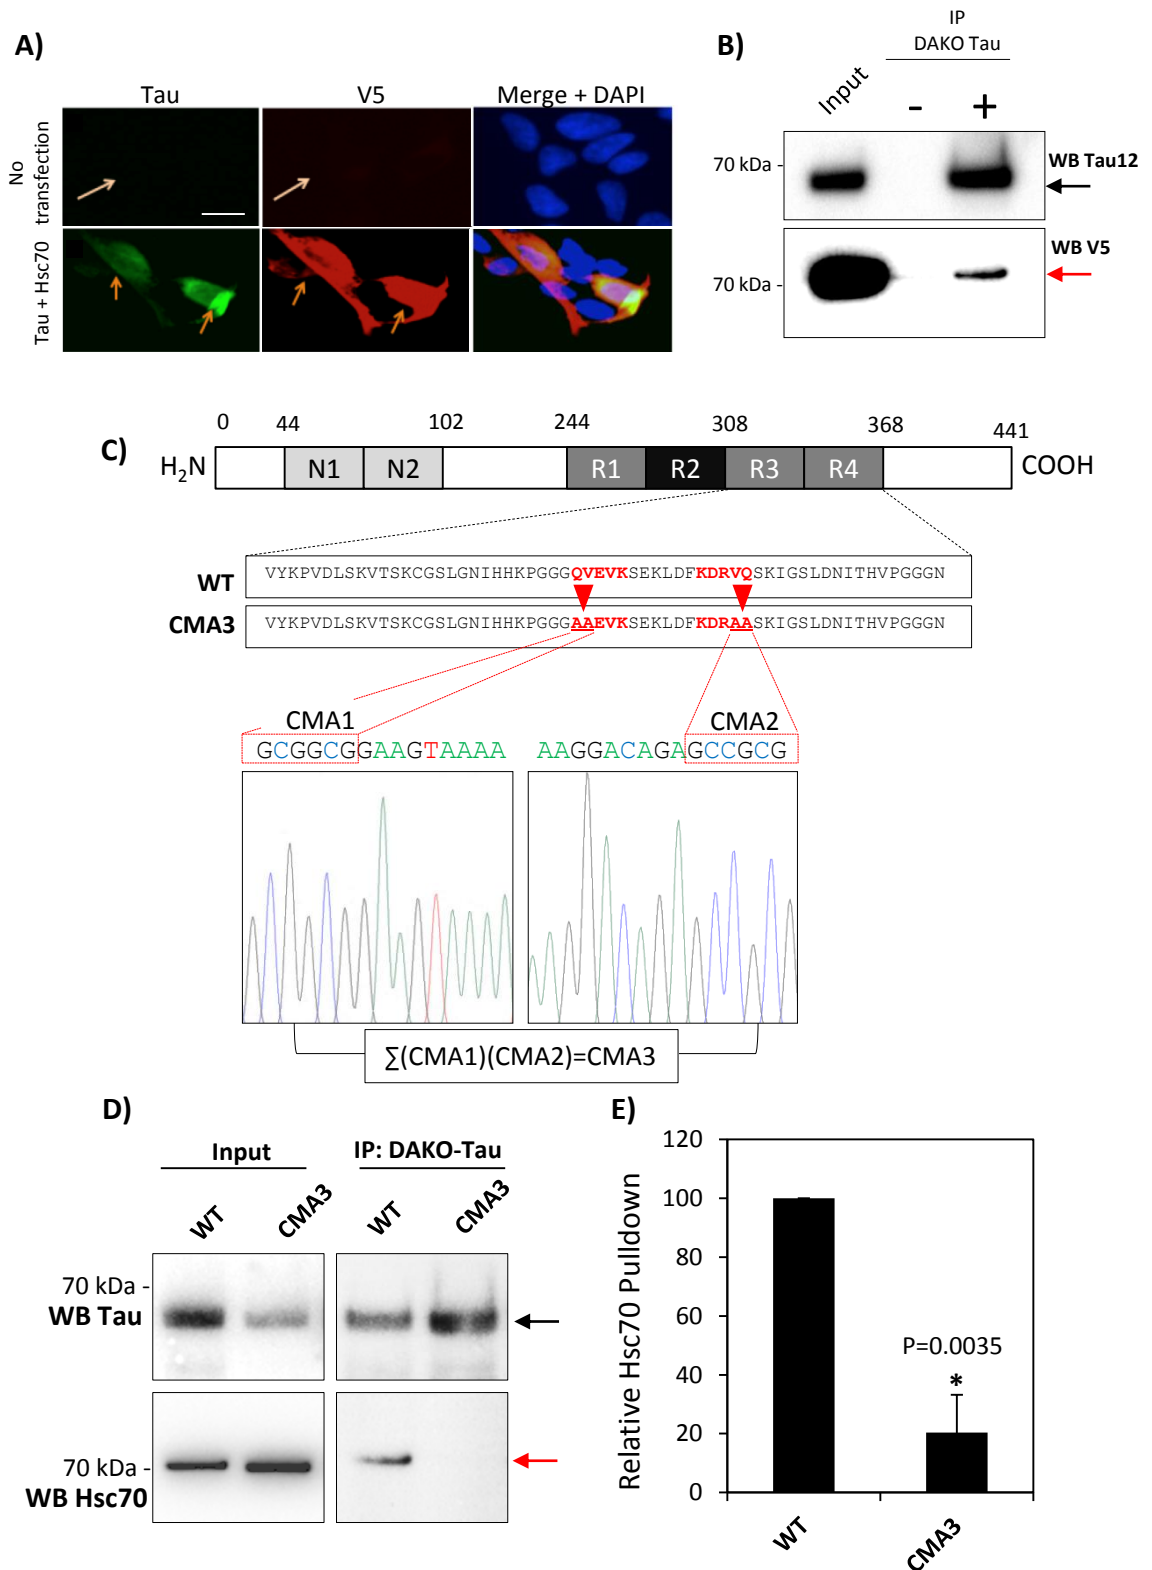 A)
Tau V5 Merge + DAPI
No transfection
Tau + Hsc70
B)
IP
DAKO Tau
Input - +
70 kDa -
WB Tau12
WB V5
70 kDa -
C)
0 44 102 244 308 368 441
H2N N1 N2 R1 R2 R3 R4 COOH
WT VYKPVDLSKVTSKCGSLGNIHHKPGGGQVEVKSEKLDFKDRVQSKIGSLDNITHVPGGGN
CMA3 VYKPVDLSKVTSKCGSLGNIHHKPGGGAAEVKSEKLDFKDRAASKIGSLDNITHVPGGGN
CMA1 CMA2
GCGGCGGAAGTAAAA AAGGACAGAGCCGCG
∑(CMA1)(CMA2)=CMA3
D)
Input IP: DAKO-Tau
WT CMA3 WT CMA3
70 kDa -
WB Tau
70 kDa -
WB Hsc70
E)
Relative Hsc70 Pulldown
120
100
80
60
40
20
0
P=0.0035
*
WT CMA3